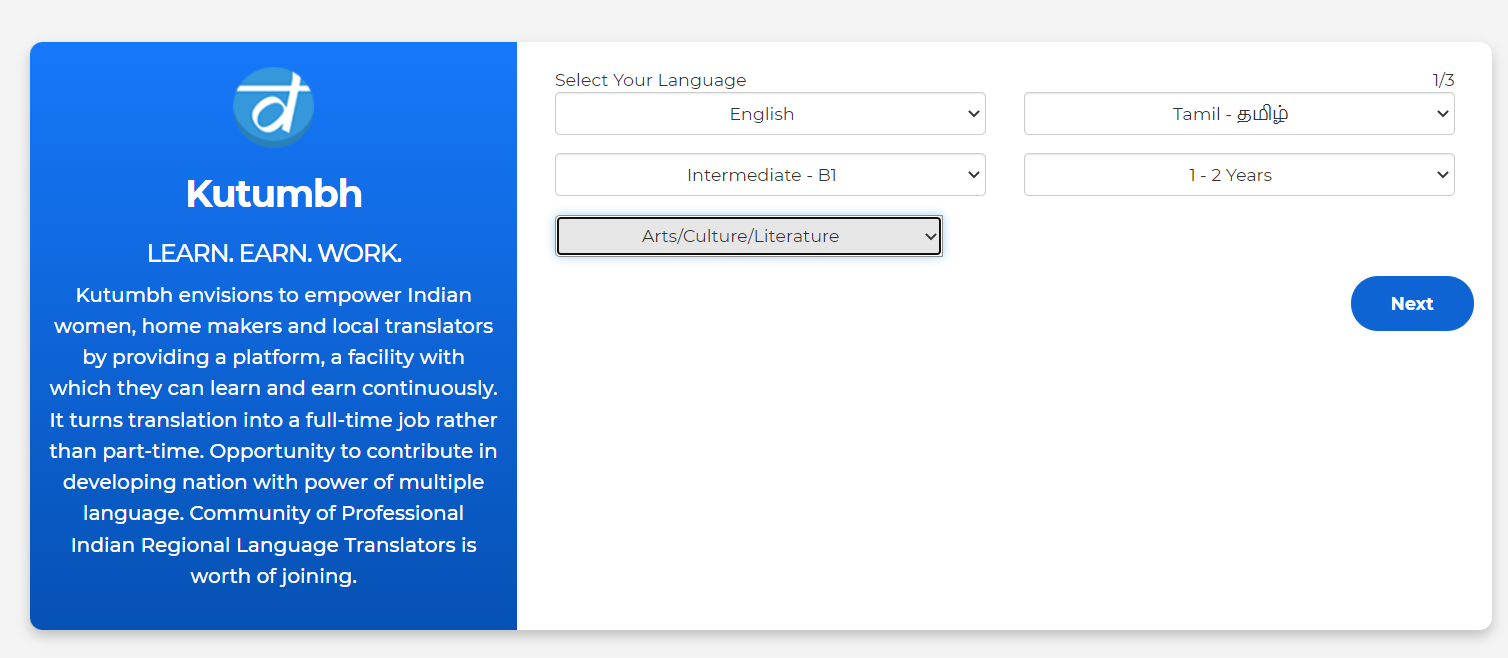 Kutumbh
LEARN. EARN. WORK.
Kutumbh envisions to empower Indian
women, home makers and local translators
by providing a platform, a facility with
which they can learn and earn continuously.
It turns translation into a full-time job rather
than part-time. Opportunity to contribute in
developing nation with power of multiple
language. Community of Professional
Indian Regional Language Translators is
worth of joining.
Select Your Language 1/3
English Tamil - தமிழ்
Intermediate - B1 1 - 2 Years
Arts/Culture/Literature
Next